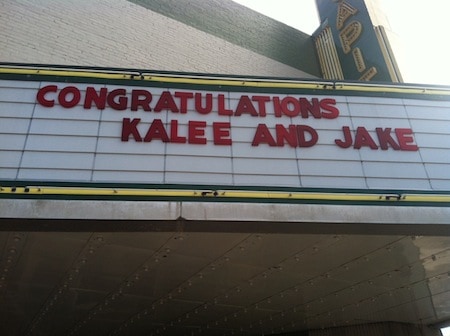 CONGRATULATIONS
KALEE AND JAKE